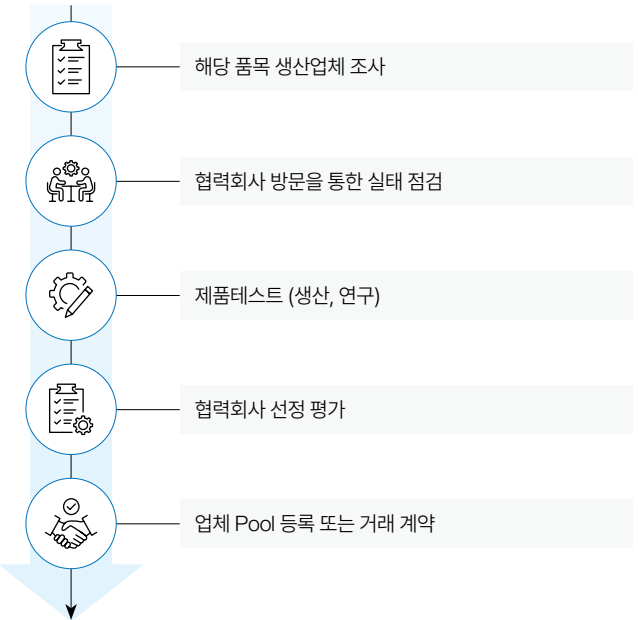 해당 품목 생산업체 조사
협력회사 방문을 통한 실태 점검
제품테스트 (생산, 연구)
협력회사 선정 평가
업체 Pool 등록 또는 거래 계약